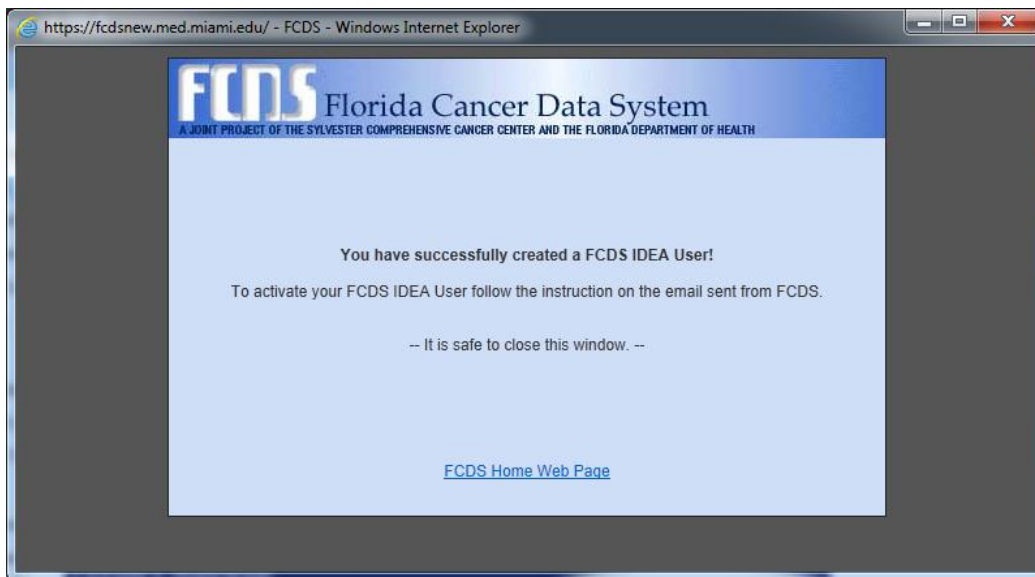 https://fcdsnew.med.miami.edu/ - FCDS - Windows Internet Explorer
FCDS Florida Cancer Data System
A JOINT PROJECT OF THE SYLVESTER COMPREHENSIVE CANCER CENTER AND THE FLORIDA DEPARTMENT OF HEALTH
You have successfully created a FCDS IDEA User!
To activate your FCDS IDEA User follow the instruction on the email sent from FCDS.
-- It is safe to close this window. --
FCDS Home Web Page